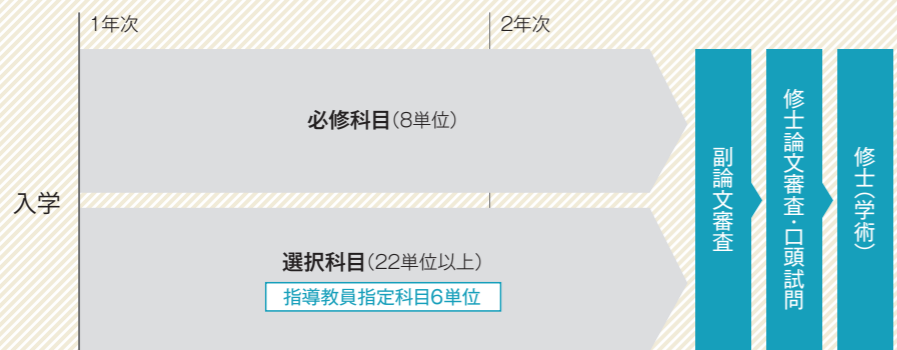 1年次
2年次
入学
必修科目(8単位)
選択科目(22単位以上)
指導教員指定科目6単位
副論文審査
修士論文審査・口頭試問
修士(学術)